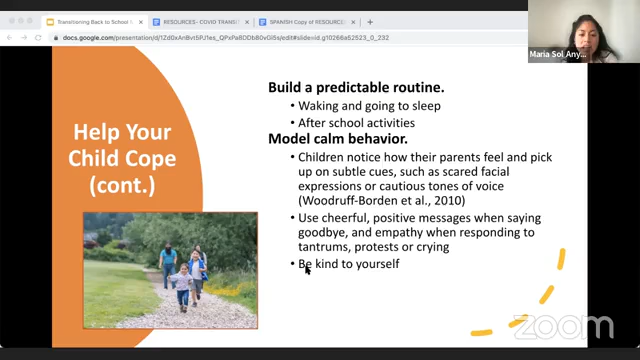 Transitioning Back to School
RESOURCES- COVID TRANSIT
SPANISH Copy of RESOURCE
docs.google.com/presentation/d/1Zd0xAnBvt5PJ1es_QPxPa8DDb80vGl5s/edit#slide=id.g10266a52523_0_232
Maria Sol Any...
Help Your
Child Cope
(cont.)
Build a predictable routine.
• Waking and going to sleep
• After school activities
Model calm behavior.
• Children notice how their parents feel and pick
up on subtle cues, such as scared facial
expressions or cautious tones of voice
(Woodruff-Borden et al., 2010)
• Use cheerful, positive messages when saying
goodbye, and empathy when responding to
tantrums, protests or crying
• Be kind to yourself
zoom